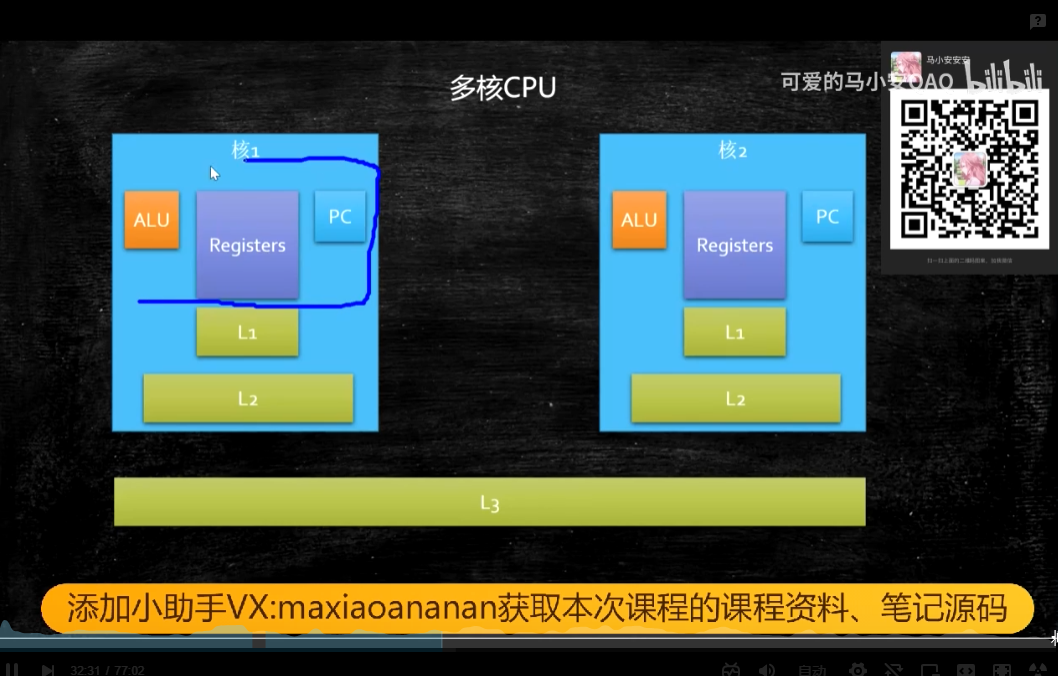 多核CPU
马小安安安
可爱的马小安OAO bilibili
核1
ALU
Registers
PC
L1
L2
核2
ALU
Registers
PC
L1
L2
L3
添加小助手VX:maxiaoananan获取本次课程的课程资料、笔记源码
32:31 / 77:02
自动